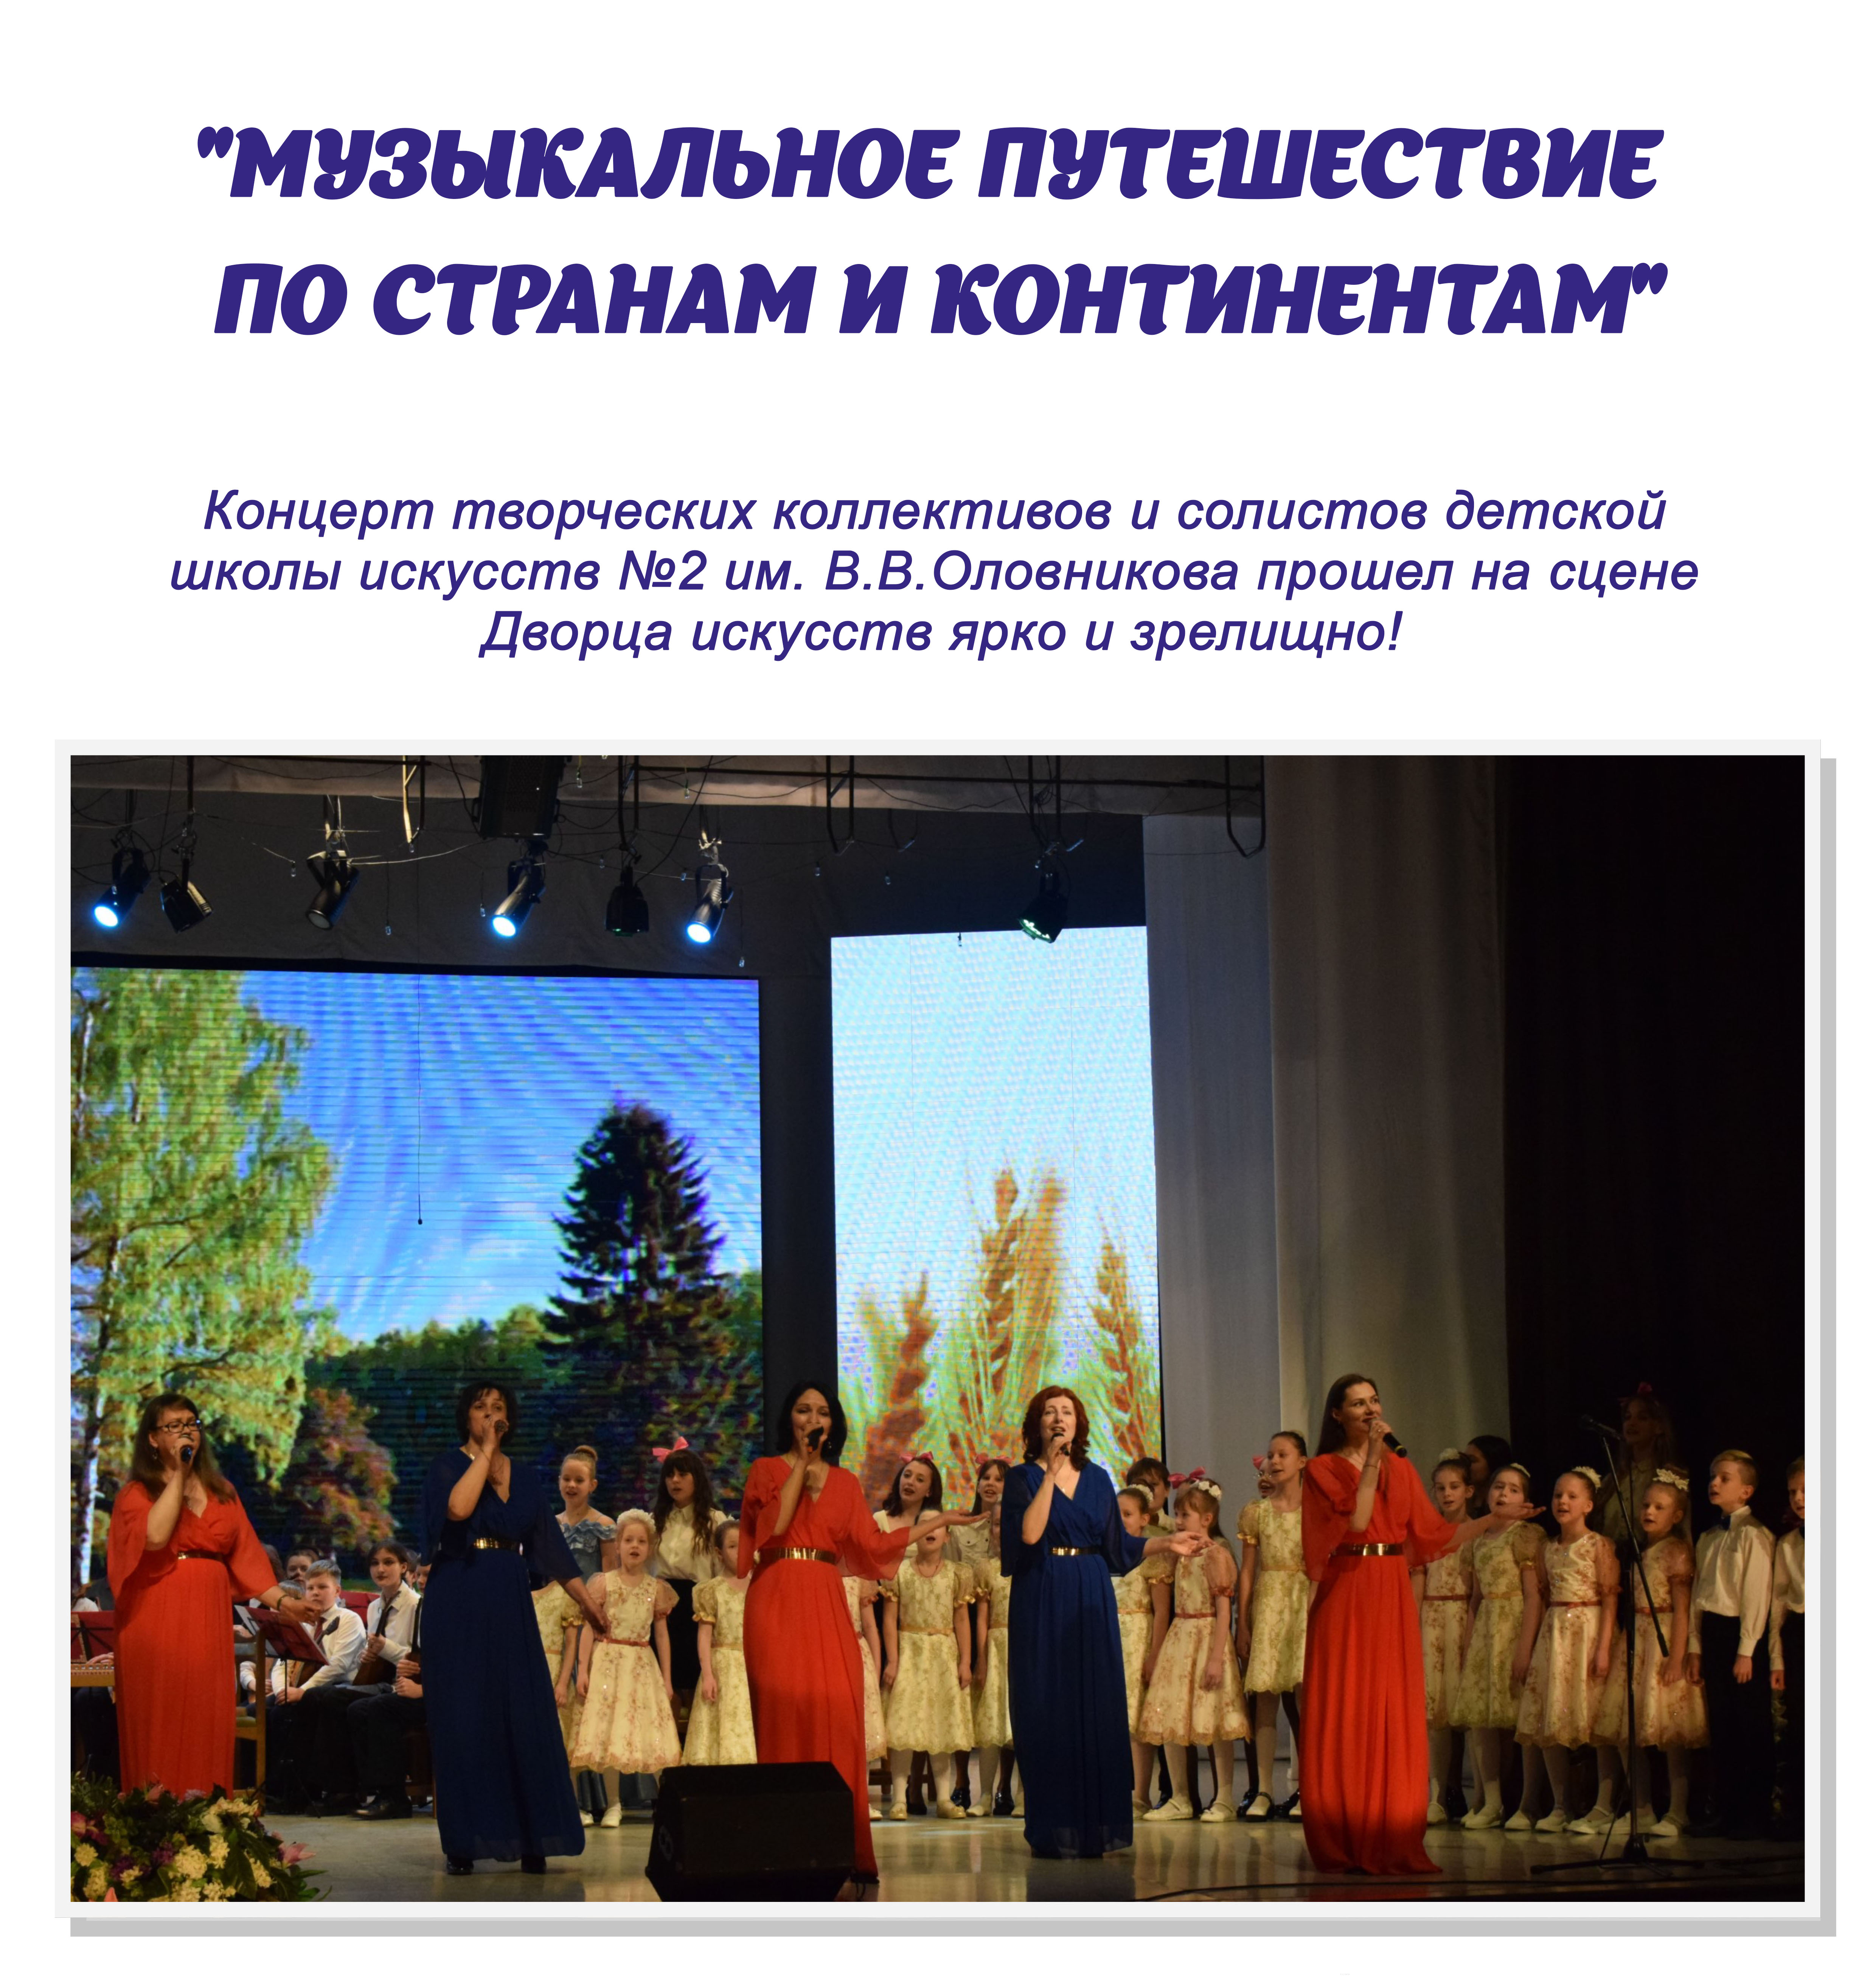 "МУЗЫКАЛЬНОЕ ПУТЕШЕСТВИЕ
ПО СТРАНАМ И КОНТИНЕНТАМ"
Концерт творческих коллективов и солистов детской
школы искусств №2 им. В.В.Оловникова прошел на сцене
Дворца искусств ярко и зрелищно!